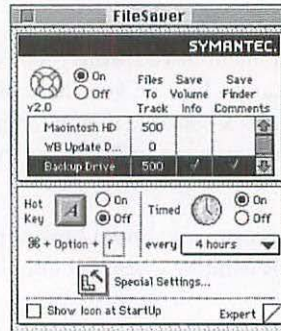 FileSaver
SYMANTEC.
On
Off
v2.0
Files To Track
Save Volume Info
Save Finder Comments
Macintosh HD 500
WB Update D... 0
Backup Drive 500 ✓ ✓
Hot Key A
On
Off
⌘ + Option + f
Timed
On
Off
every 4 hours
Special Settings...
Show Icon at StartUp
Expert